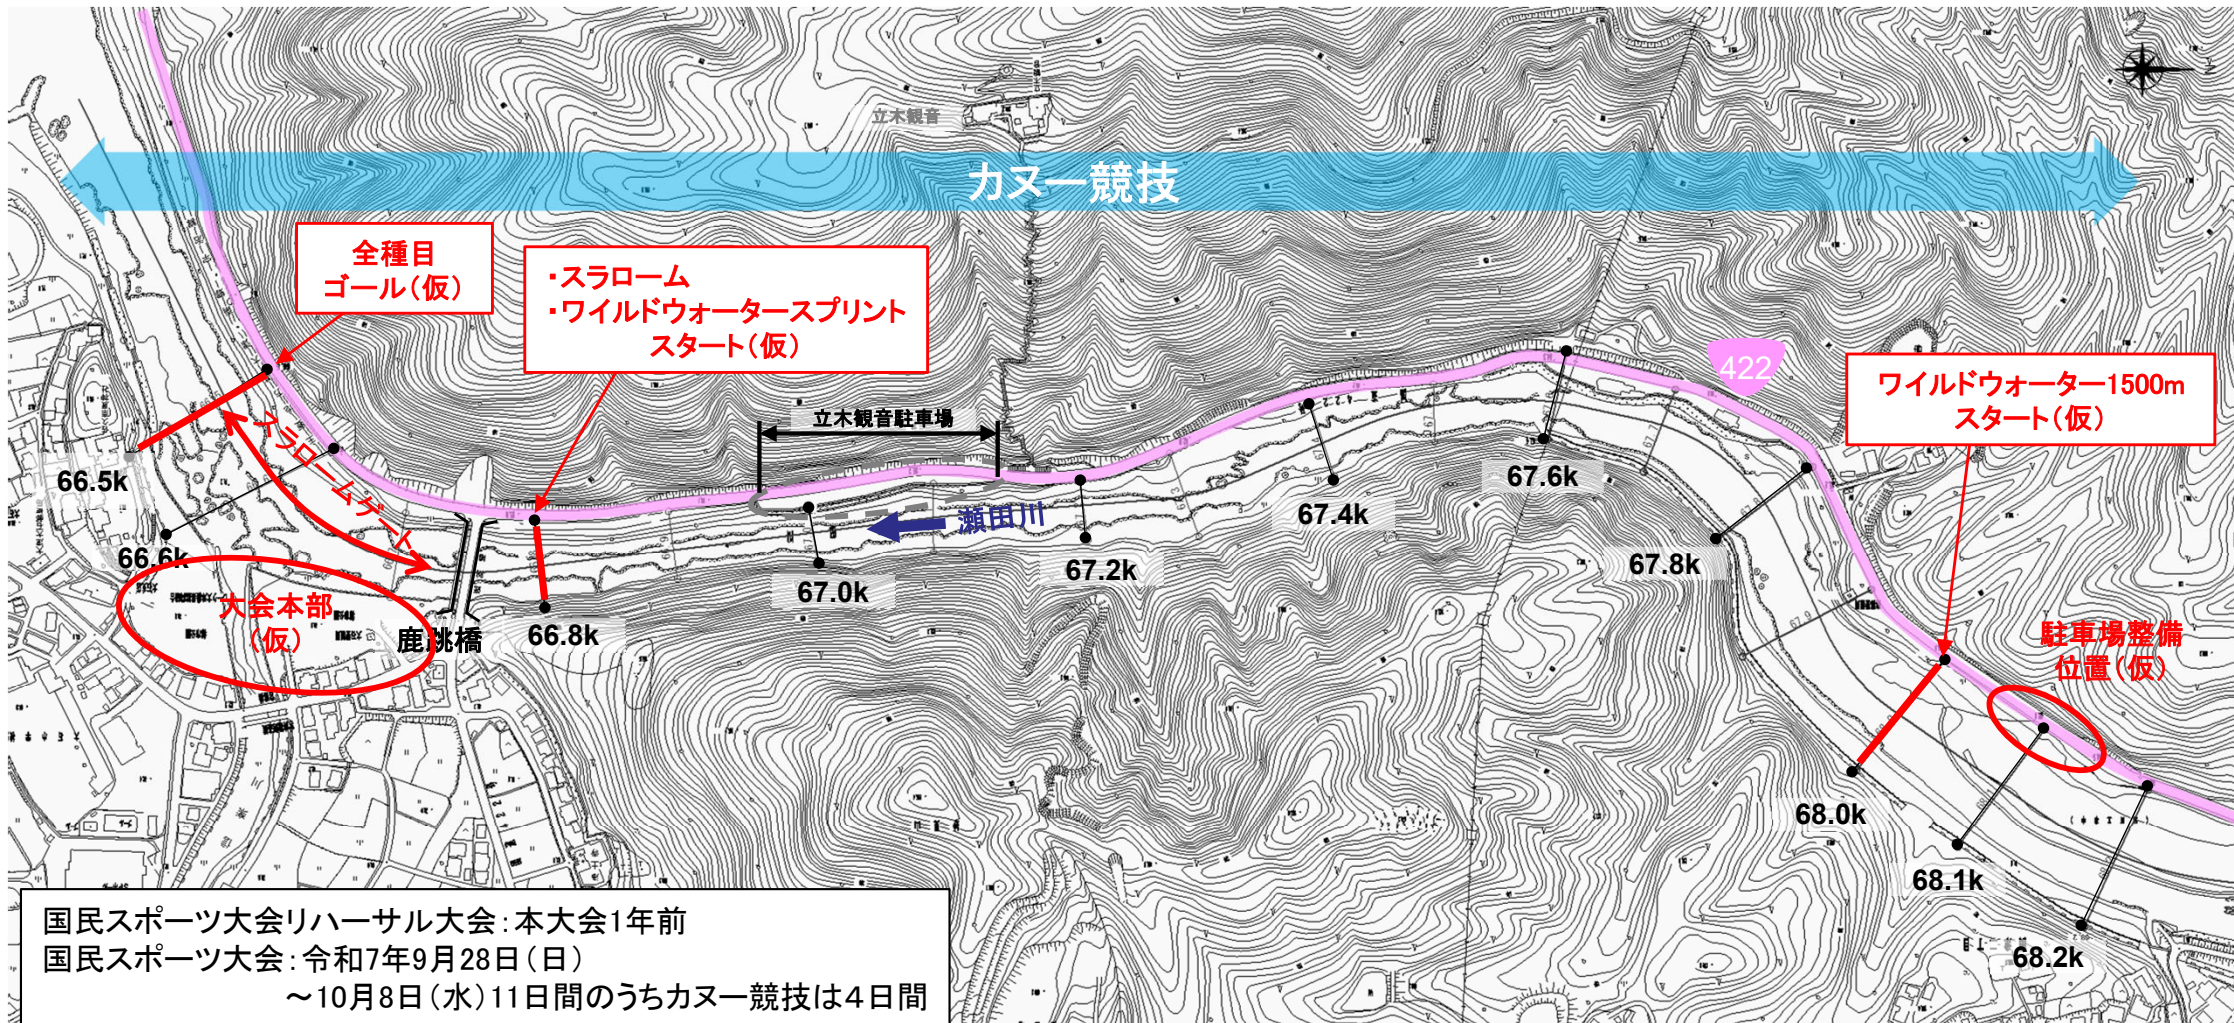 立木観音
カヌー競技
全種目
ゴール(仮)
・スラローム
・ワイルドウォータースプリント
スタート(仮)
422
ワイルドウォーター1500m
スタート(仮)
立木観音駐車場
スラロームゲート
瀬田川
66.5k
66.6k
66.8k
67.0k
67.2k
67.4k
67.6k
67.8k
68.0k
68.1k
68.2k
大会本部
(仮)
鹿跳橋
駐車場整備
位置(仮)
国民スポーツ大会リハーサル大会:本大会1年前
国民スポーツ大会:令和7年9月28日(日)
～10月8日(水)11日間のうちカヌー競技は4日間